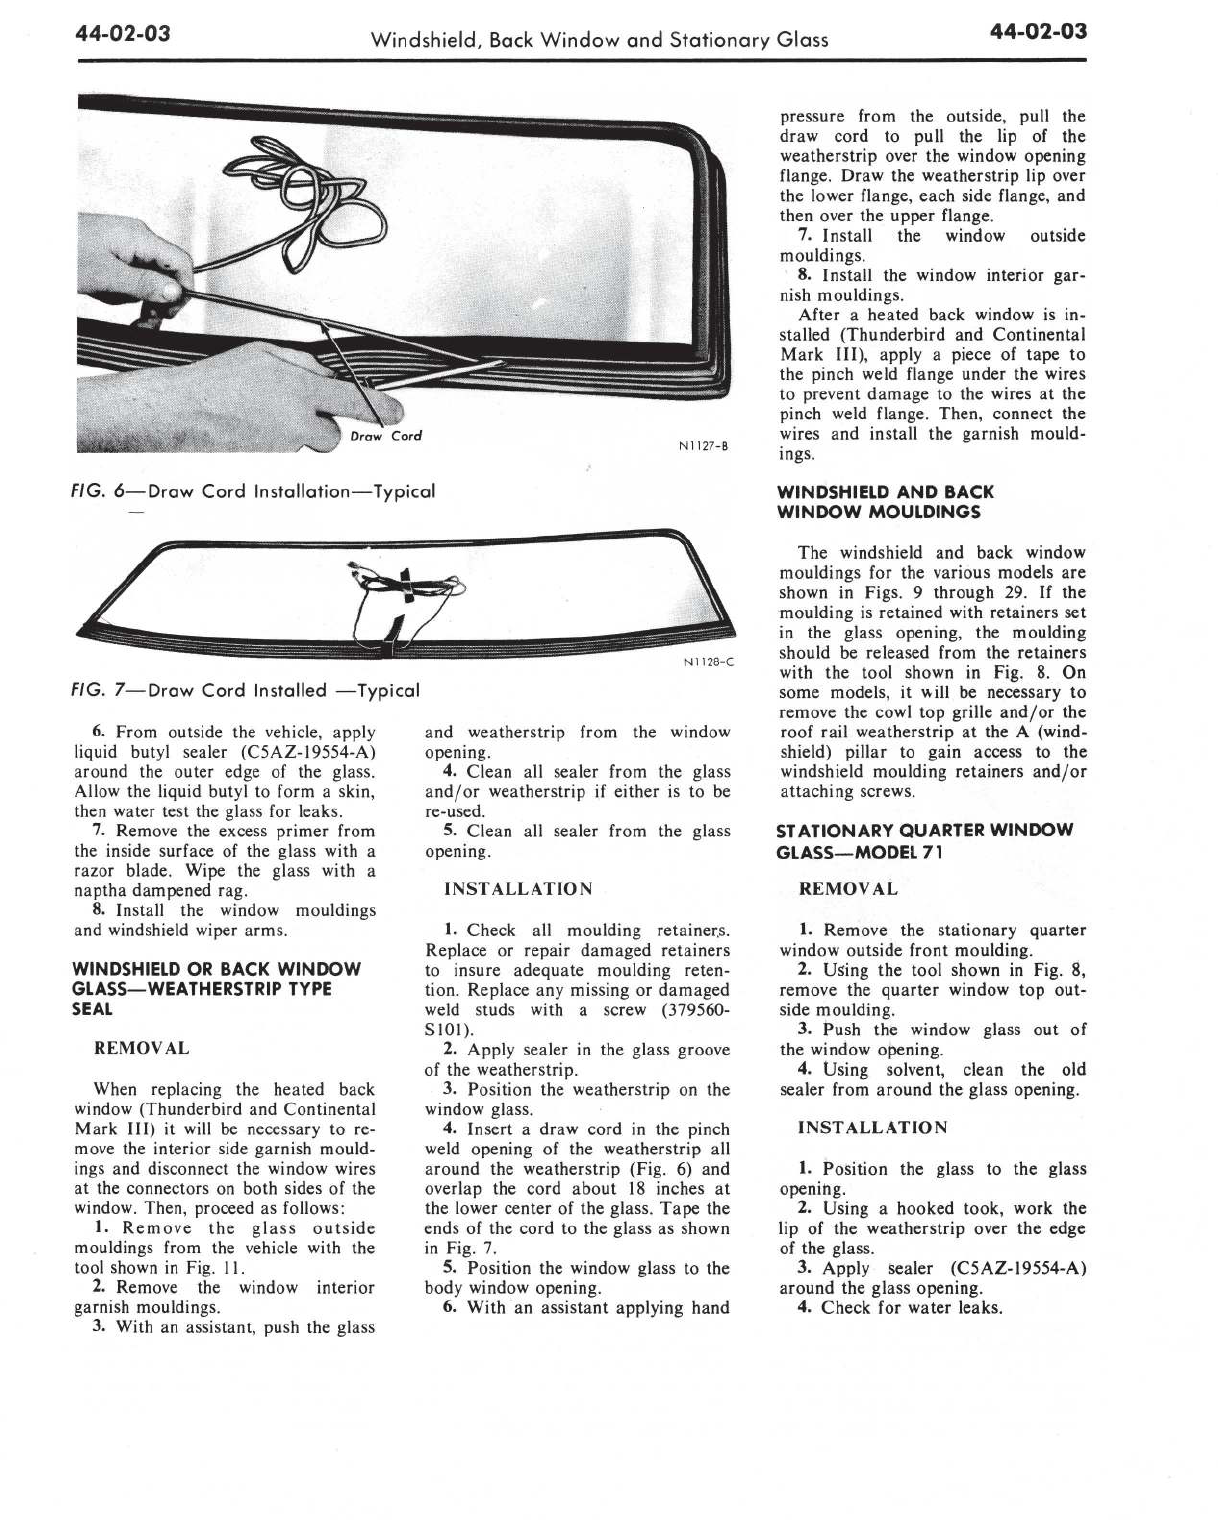 44-02-03
Windshield, Back Window and Stationary Glass
44-02-03
Draw Cord
N1127-B
FIG. 6—Draw Cord Installation—Typical
N1128-C
FIG. 7—Draw Cord Installed —Typical
6. From outside the vehicle, apply
liquid butyl sealer (C5AZ-19554-A)
around the outer edge of the glass.
Allow the liquid butyl to form a skin,
then water test the glass for leaks.
7. Remove the excess primer from
the inside surface of the glass with a
razor blade. Wipe the glass with a
naptha dampened rag.
8. Install the window mouldings
and windshield wiper arms.
WINDSHIELD OR BACK WINDOW
GLASS—WEATHERSTRIP TYPE
SEAL
REMOVAL
When replacing the heated back
window (Thunderbird and Continental
Mark III) it will be necessary to re-
move the interior side garnish mould-
ings and disconnect the window wires
at the connectors on both sides of the
window. Then, proceed as follows:
1. Remove the glass outside
mouldings from the vehicle with the
tool shown in Fig. 11.
2. Remove the window interior
garnish mouldings.
3. With an assistant, push the glass
and weatherstrip from the window
opening.
4. Clean all sealer from the glass
and/or weatherstrip if either is to be
re-used.
5. Clean all sealer from the glass
opening.
INSTALLATION
1. Check all moulding retainers.
Replace or repair damaged retainers
to insure adequate moulding reten-
tion. Replace any missing or damaged
weld studs with a screw (379560-
S101).
2. Apply sealer in the glass groove
of the weatherstrip.
3. Position the weatherstrip on the
window glass.
4. Insert a draw cord in the pinch
weld opening of the weatherstrip all
around the weatherstrip (Fig. 6) and
overlap the cord about 18 inches at
the lower center of the glass. Tape the
ends of the cord to the glass as shown
in Fig. 7.
5. Position the window glass to the
body window opening.
6. With an assistant applying hand
pressure from the outside, pull the
draw cord to pull the lip of the
weatherstrip over the window opening
flange. Draw the weatherstrip lip over
the lower flange, each side flange, and
then over the upper flange.
7. Install the window outside
mouldings.
8. Install the window interior gar-
nish mouldings.
After a heated back window is in-
stalled (Thunderbird and Continental
Mark III), apply a piece of tape to
the pinch weld flange under the wires
to prevent damage to the wires at the
pinch weld flange. Then, connect the
wires and install the garnish mould-
ings.
WINDSHIELD AND BACK
WINDOW MOULDINGS
The windshield and back window
mouldings for the various models are
shown in Figs. 9 through 29. If the
moulding is retained with retainers set
in the glass opening, the moulding
should be released from the retainers
with the tool shown in Fig. 8. On
some models, it will be necessary to
remove the cowl top grille and/or the
roof rail weatherstrip at the A (wind-
shield) pillar to gain access to the
windshield moulding retainers and/or
attaching screws.
STATIONARY QUARTER WINDOW
GLASS—MODEL 71
REMOVAL
1. Remove the stationary quarter
window outside front moulding.
2. Using the tool shown in Fig. 8,
remove the quarter window top out-
side moulding.
3. Push the window glass out of
the window opening.
4. Using solvent, clean the old
sealer from around the glass opening.
INSTALLATION
1. Position the glass to the glass
opening.
2. Using a hooked took, work the
lip of the weatherstrip over the edge
of the glass.
3. Apply sealer (C5AZ-19554-A)
around the glass opening.
4. Check for water leaks.